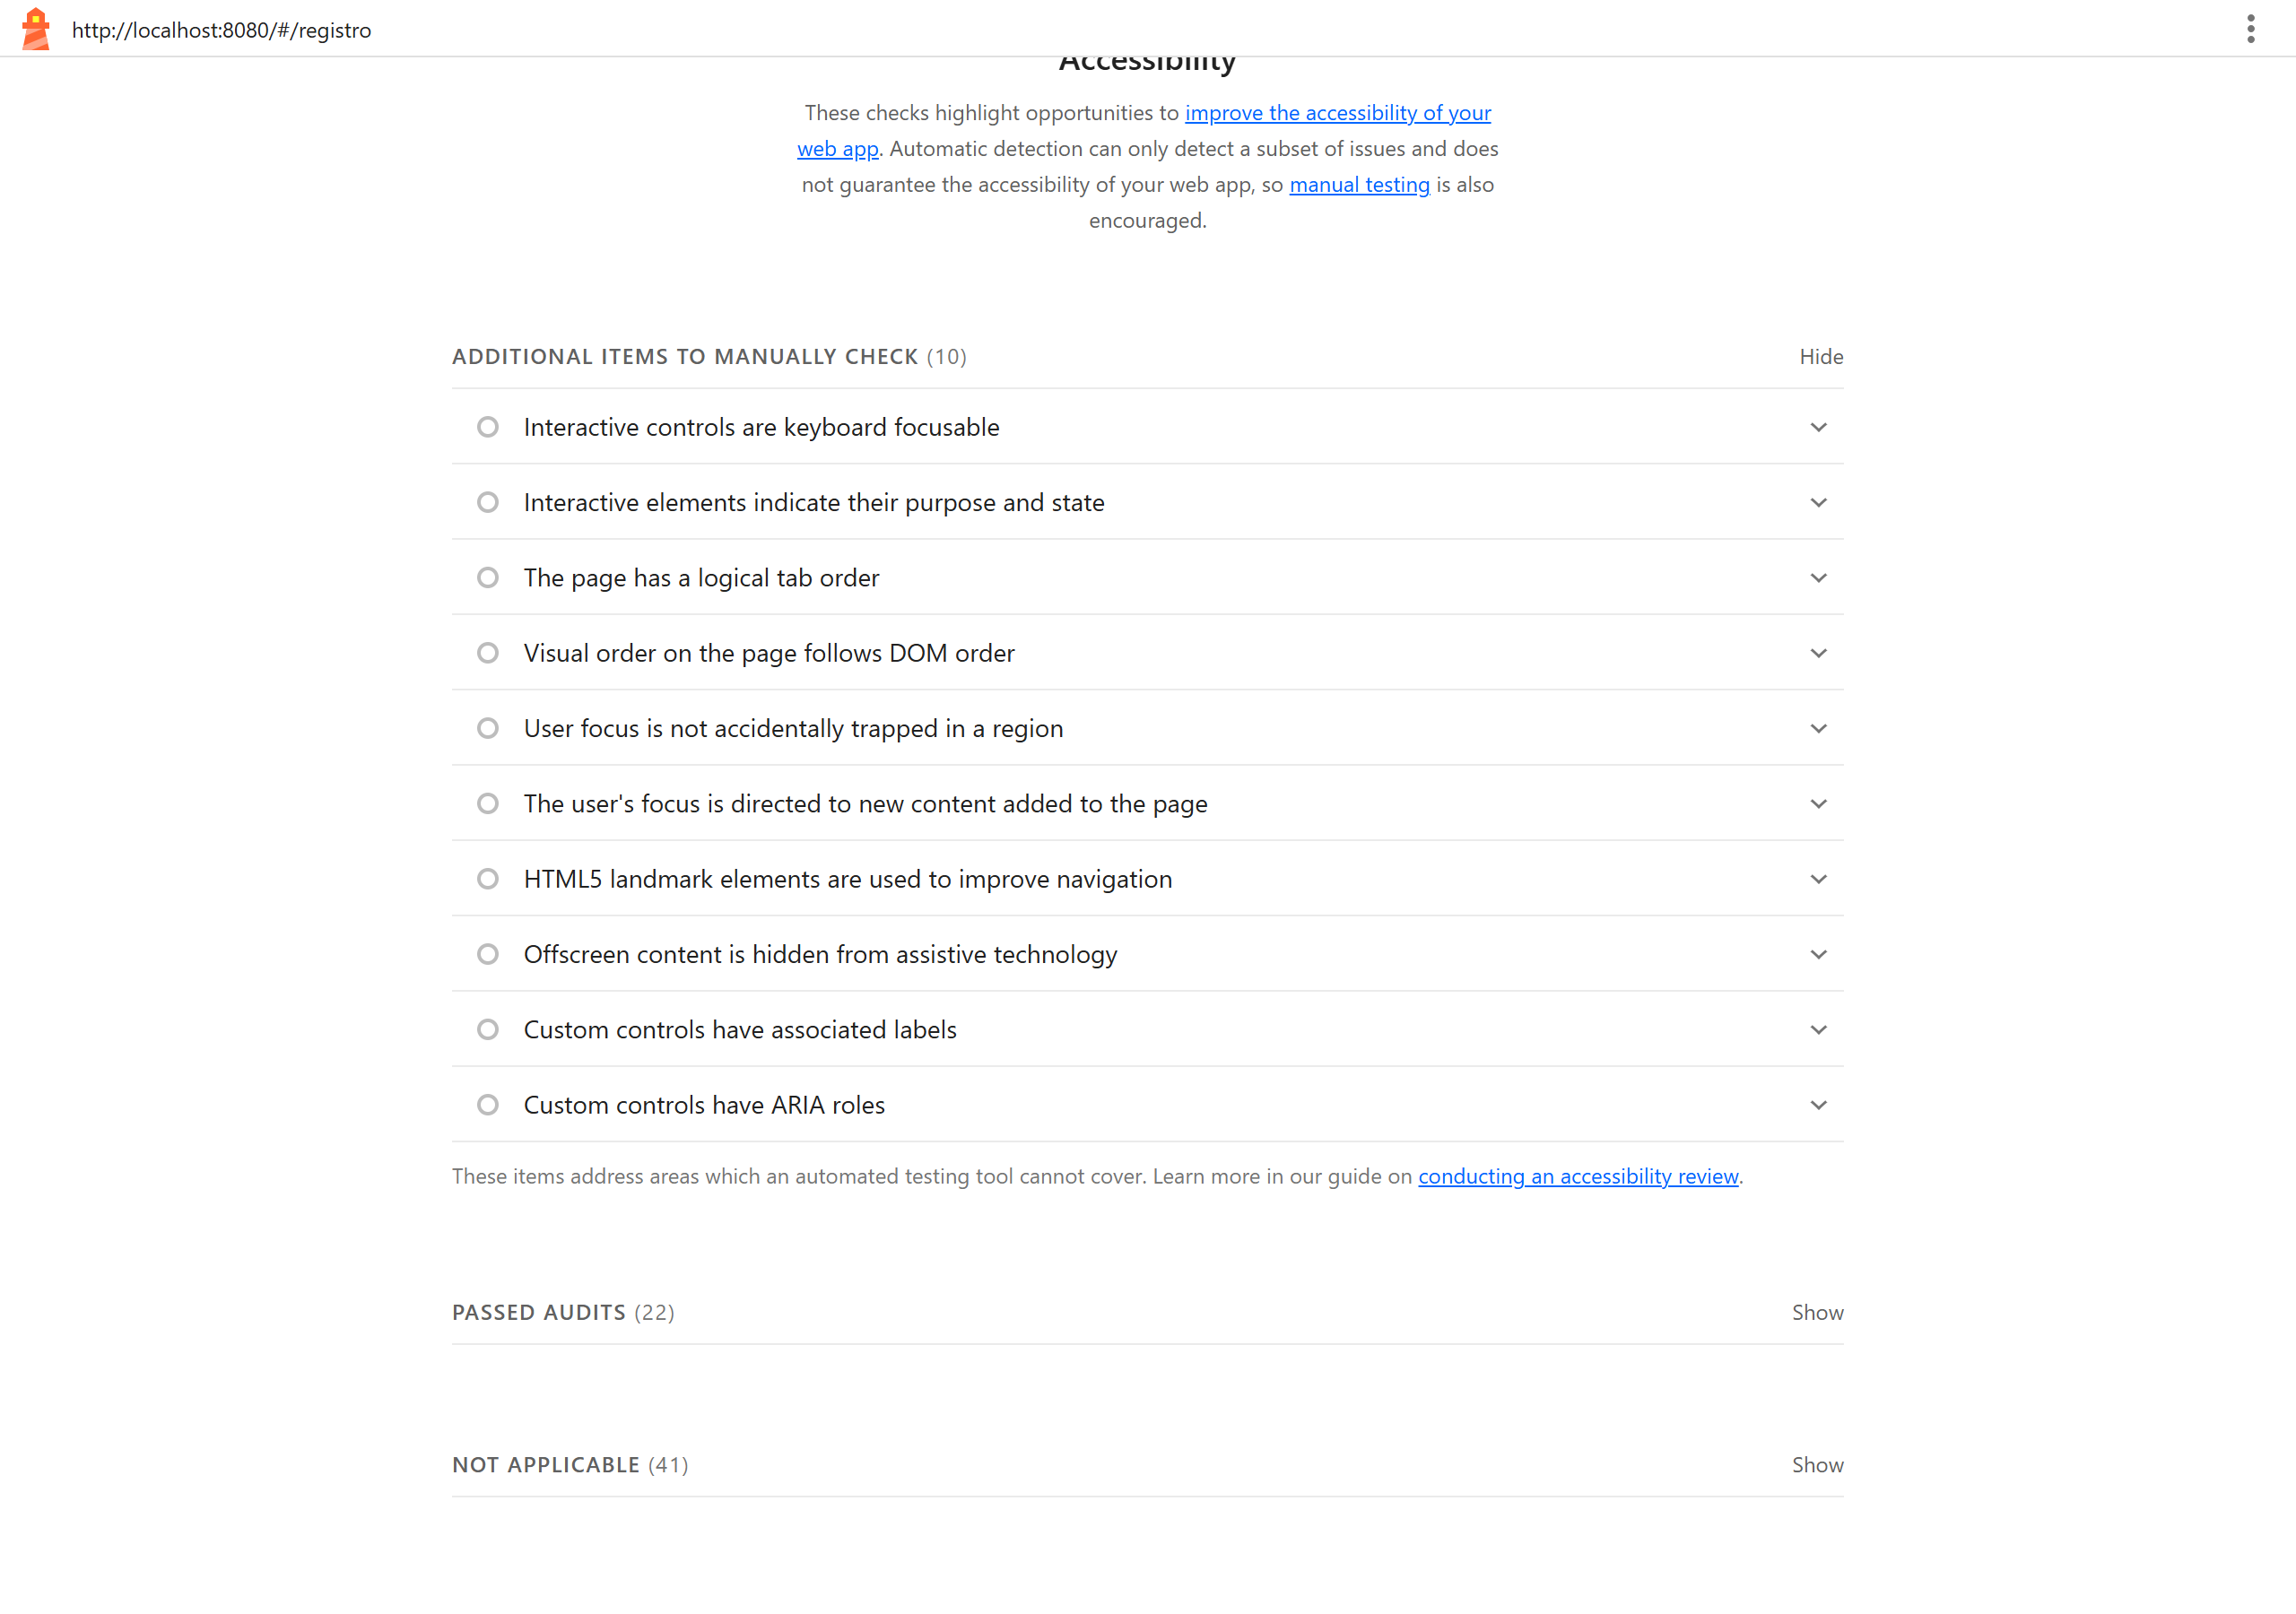 http://localhost:8080/#/registro
Accessibility
These checks highlight opportunities to improve the accessibility of your
web app. Automatic detection can only detect a subset of issues and does
not guarantee the accessibility of your web app, so manual testing is also
encouraged.
ADDITIONAL ITEMS TO MANUALLY CHECK (10) Hide
Interactive controls are keyboard focusable
Interactive elements indicate their purpose and state
The page has a logical tab order
Visual order on the page follows DOM order
User focus is not accidentally trapped in a region
The user's focus is directed to new content added to the page
HTML5 landmark elements are used to improve navigation
Offscreen content is hidden from assistive technology
Custom controls have associated labels
Custom controls have ARIA roles
These items address areas which an automated testing tool cannot cover. Learn more in our guide on conducting an accessibility review.
PASSED AUDITS (22) Show
NOT APPLICABLE (41) Show